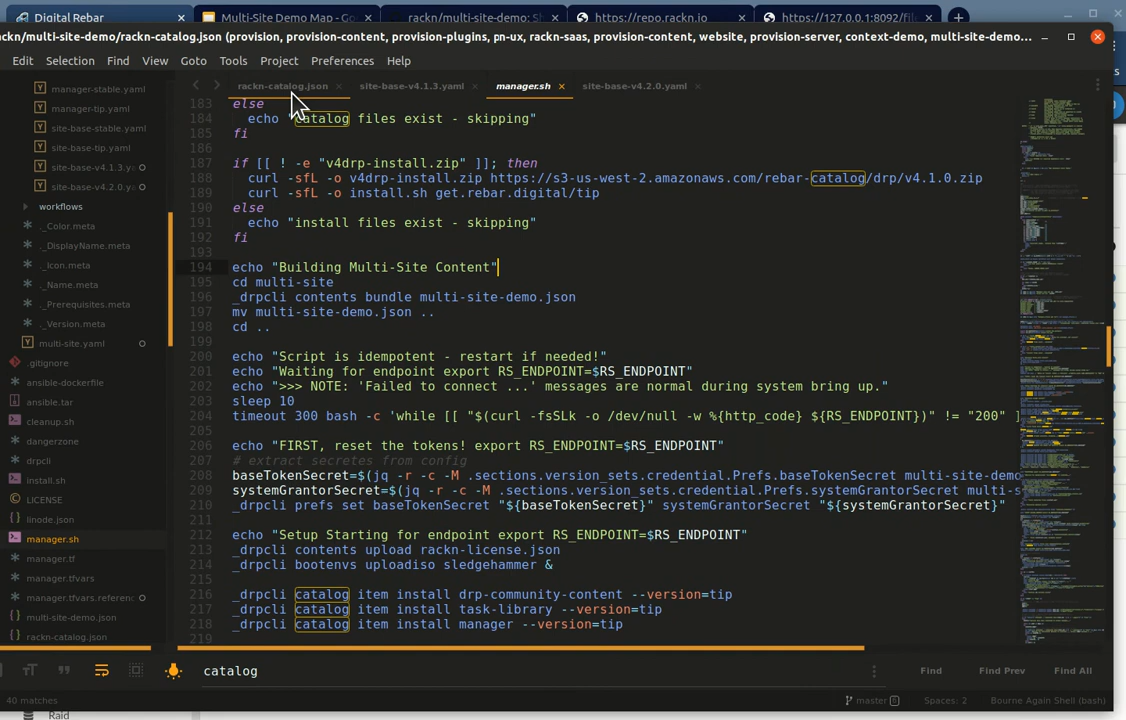 Digital Rebar
Multi-Site Demo Map - Go
rackn/multi-site-demo: S
https://repo.rackn.io
https://127.0.0.1:8092/fil
ckn/multi-site-demo/rackn-catalog.json (provision, provision-content, provision-plugins, pn-ux, rackn-saas, provision-content, website, provision-server, context-demo, multi-site-demo...
Edit Selection Find View Goto Tools Project Preferences Help
rackn-catalog.json
site-base-v4.1.3.yaml
manager.sh
site-base-v4.2.0.yaml
manager-stable.yaml
manager-tip.yaml
site-base-stable.yaml
site-base-tip.yaml
site-base-v4.1.3.y
site-base-v4.2.0.y
workflows
._Color.meta
._DisplayName.meta
._Icon.meta
._Name.meta
._Prerequisites.meta
._Version.meta
multi-site.yaml
.gitignore
ansible-dockerfile
ansible.tar
cleanup.sh
dangerzone
drpcli
install.sh
LICENSE
linode.json
manager.sh
manager.tf
manager.tfvars
manager.tfvars.referenc
multi-site-demo.json
rackn-catalog.json
183 else
184 echo "catalog files exist - skipping"
185 fi
186
187 if [[ ! -e "v4drp-install.zip" ]]; then
188 curl -sfL -o v4drp-install.zip https://s3-us-west-2.amazonaws.com/rebar-catalog/drp/v4.1.0.zip
189 curl -sfL -o install.sh get.rebar.digital/tip
190 else
191 echo "install files exist - skipping"
192 fi
193
194 echo "Building Multi-Site Content"
195 cd multi-site
196 _drpcli contents bundle multi-site-demo.json
197 mv multi-site-demo.json ..
198 cd ..
199
200 echo "Script is idempotent - restart if needed!"
201 echo "Waiting for endpoint export RS_ENDPOINT=$RS_ENDPOINT"
202 echo ">>> NOTE: 'Failed to connect ...' messages are normal during system bring up."
203 sleep 10
204 timeout 300 bash -c 'while [[ "$(curl -fsSLk -o /dev/null -w %{http_code} ${RS_ENDPOINT})" != "200" ]
205
206 echo "FIRST, reset the tokens! export RS_ENDPOINT=$RS_ENDPOINT"
207 # extract secretes from config
208 baseTokenSecret=$(jq -r -c -M .sections.version_sets.credential.Prefs.baseTokenSecret multi-site-demo
209 systemGrantorSecret=$(jq -r -c -M .sections.version_sets.credential.Prefs.systemGrantorSecret multi-s
210 _drpcli prefs set baseTokenSecret "${baseTokenSecret}" systemGrantorSecret "${systemGrantorSecret}"
211
212 echo "Setup Starting for endpoint export RS_ENDPOINT=$RS_ENDPOINT"
213 _drpcli contents upload rackn-license.json
214 _drpcli bootenvs uploadiso sledgehammer &
215
216 _drpcli catalog item install drp-community-content --version=tip
217 _drpcli catalog item install task-library --version=tip
218 _drpcli catalog item install manager --version=tip
219
catalog
Find
Find Prev
Find All
40 matches
master 6
Spaces: 2
Bourne Again Shell (bash)
Raid